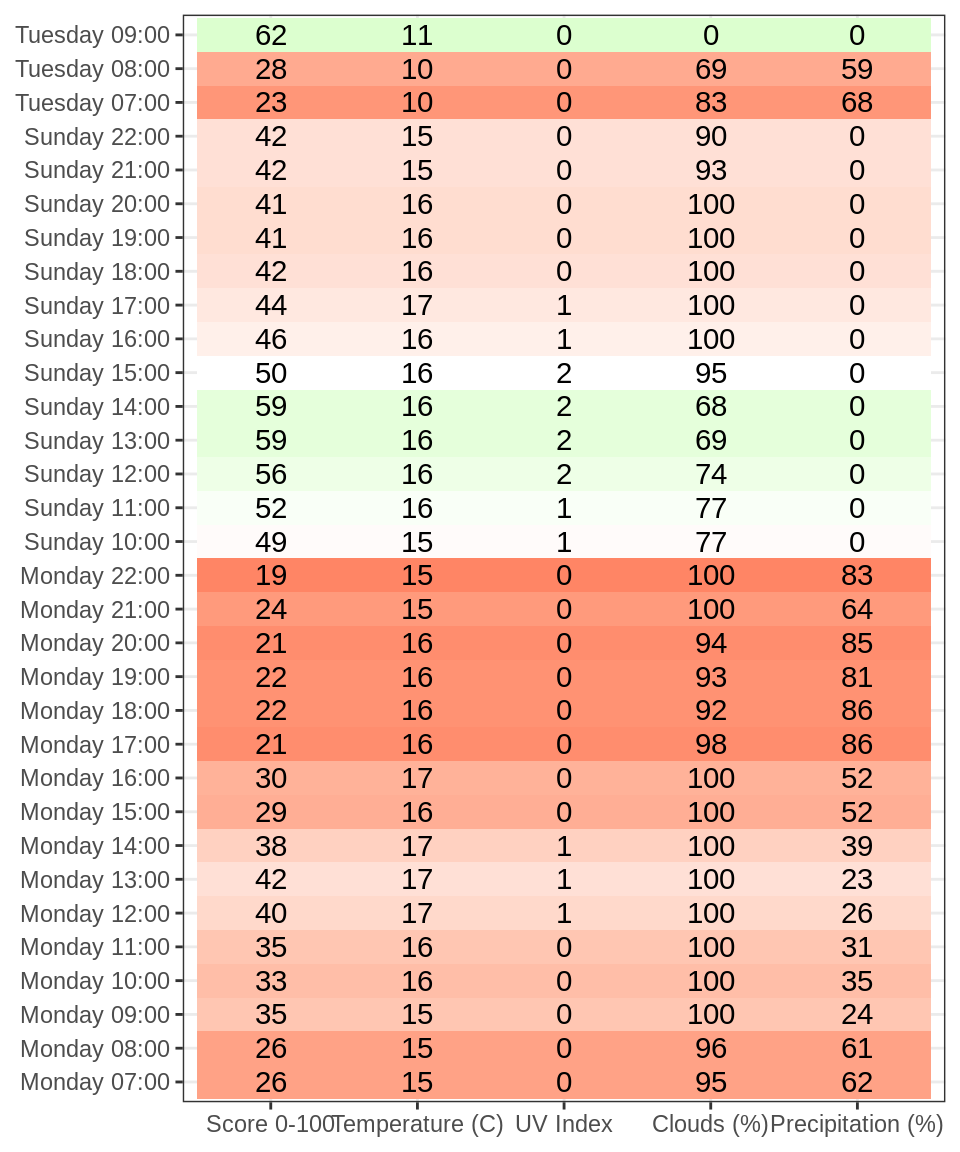 Tuesday 09:00 62 11 0 0 0
Tuesday 08:00 28 10 0 69 59
Tuesday 07:00 23 10 0 83 68
Sunday 22:00 42 15 0 90 0
Sunday 21:00 42 15 0 93 0
Sunday 20:00 41 16 0 100 0
Sunday 19:00 41 16 0 100 0
Sunday 18:00 42 16 0 100 0
Sunday 17:00 44 17 1 100 0
Sunday 16:00 46 16 1 100 0
Sunday 15:00 50 16 2 95 0
Sunday 14:00 59 16 2 68 0
Sunday 13:00 59 16 2 69 0
Sunday 12:00 56 16 2 74 0
Sunday 11:00 52 16 1 77 0
Sunday 10:00 49 15 1 77 0
Monday 22:00 19 15 0 100 83
Monday 21:00 24 15 0 100 64
Monday 20:00 21 16 0 94 85
Monday 19:00 22 16 0 93 81
Monday 18:00 22 16 0 92 86
Monday 17:00 21 16 0 98 86
Monday 16:00 30 17 0 100 52
Monday 15:00 29 16 0 100 52
Monday 14:00 38 17 1 100 39
Monday 13:00 42 17 1 100 23
Monday 12:00 40 17 1 100 26
Monday 11:00 35 16 0 100 31
Monday 10:00 33 16 0 100 35
Monday 09:00 35 15 0 100 24
Monday 08:00 26 15 0 96 61
Monday 07:00 26 15 0 95 62
Score 0-100 Temperature (C) UV Index Clouds (%) Precipitation (%)